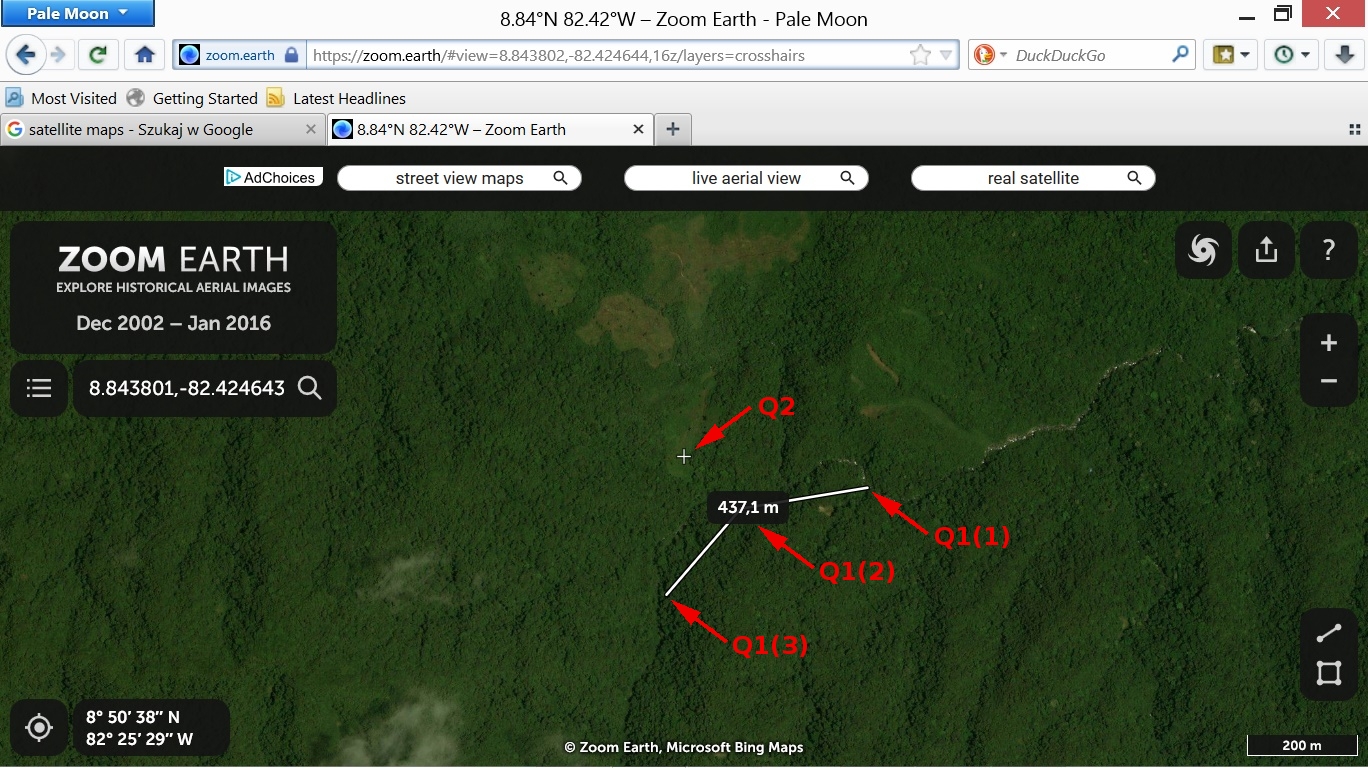 Pale Moon
8.84°N 82.42°W – Zoom Earth - Pale Moon
zoom.earth
https://zoom.earth/#view=8.843802,-82.424644,16z/layers=crosshairs
DuckDuckGo
Most Visited
Getting Started
Latest Headlines
satellite maps - Szukaj w Google
8.84°N 82.42°W – Zoom Earth
AdChoices
street view maps
live aerial view
real satellite
ZOOM EARTH
EXPLORE HISTORICAL AERIAL IMAGES
Dec 2002 – Jan 2016
?
8.843801,-82.424643
Q2
437,1 m
Q1(1)
Q1(2)
Q1(3)
8° 50′ 38″ N
82° 25′ 29″ W
© Zoom Earth, Microsoft Bing Maps
200 m